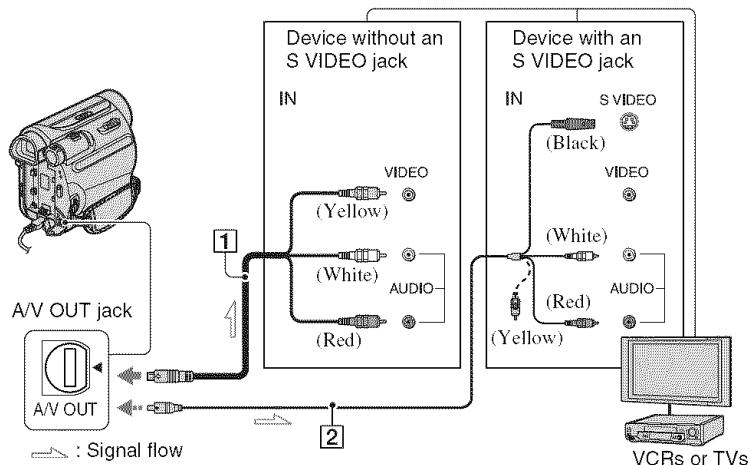 Device without an
S VIDEO jack
IN
VIDEO
(Yellow)
(White)
AUDIO
(Red)
Device with an
S VIDEO jack
IN
S VIDEO
(Black)
VIDEO
(White)
AUDIO
(Red)
(Yellow)
1
A/V OUT jack
A/V OUT
2
: Signal flow
VCRs or TVs